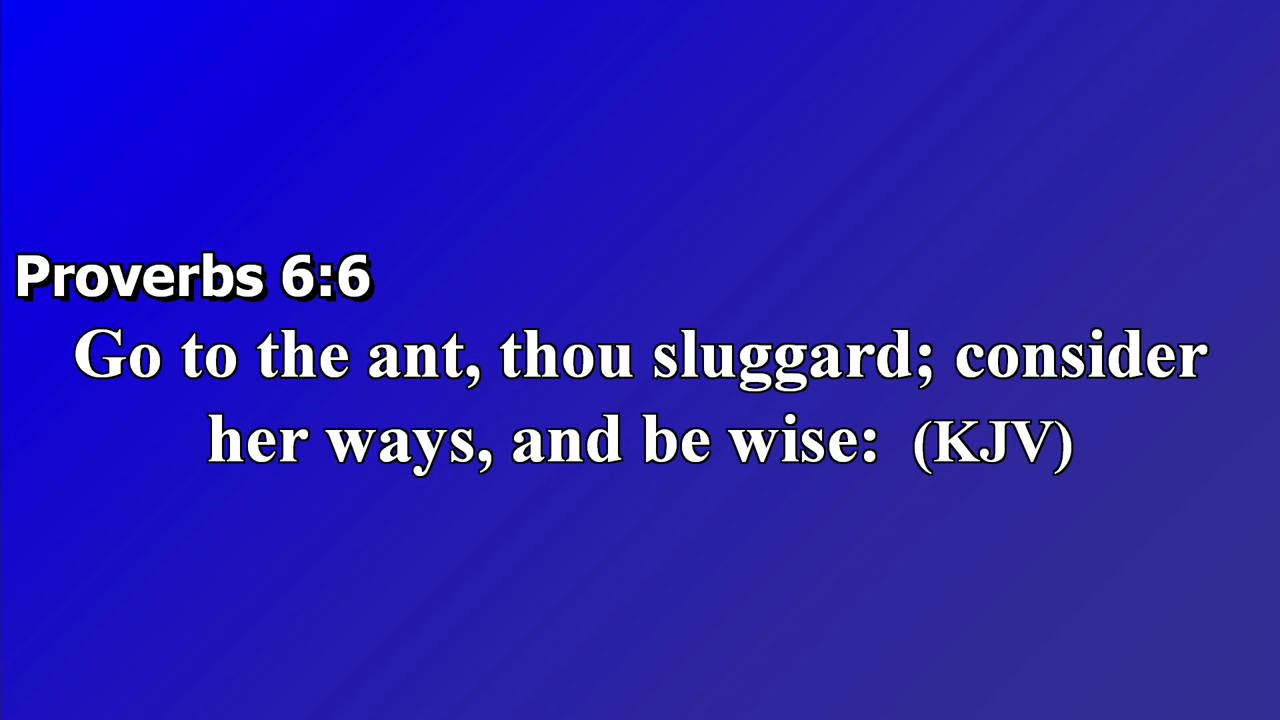 Proverbs 6:6
Go to the ant, thou sluggard; consider
her ways, and be wise:  (KJV)